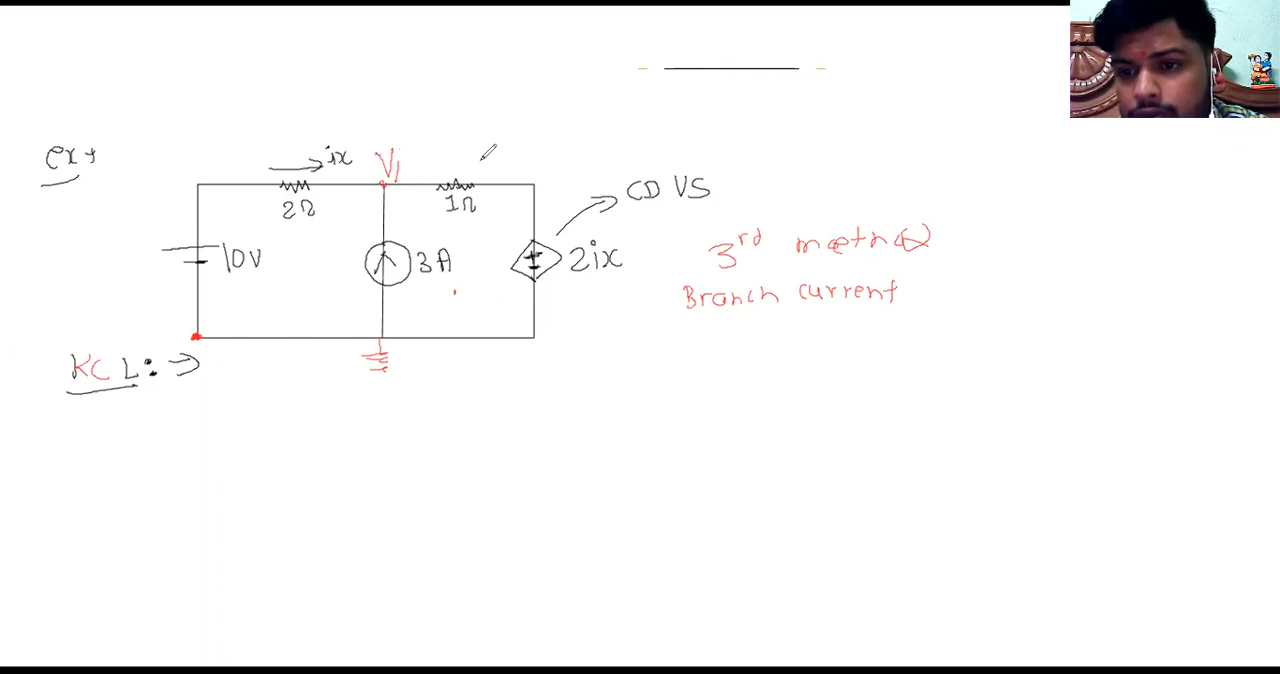 ex→
ix
V1
2Ω
1Ω
CD VS
10V
3A
2ix
3rd method
Branch current
KCL:→